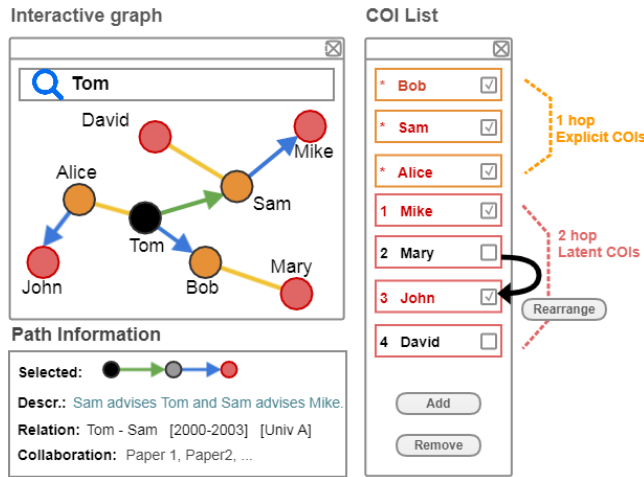 Interactive graph
Tom
David
Mike
Alice
Sam
Tom
John
Bob
Mary
Path Information
Selected:
Descr.: Sam advises Tom and Sam advises Mike.
Relation: Tom - Sam [2000-2003] [Univ A]
Collaboration: Paper 1, Paper2, ...
COI List
* Bob
* Sam
* Alice
1 Mike
2 Mary
3 John
4 David
Add
Remove
1 hop
Explicit COIs
2 hop
Latent COIs
Rearrange